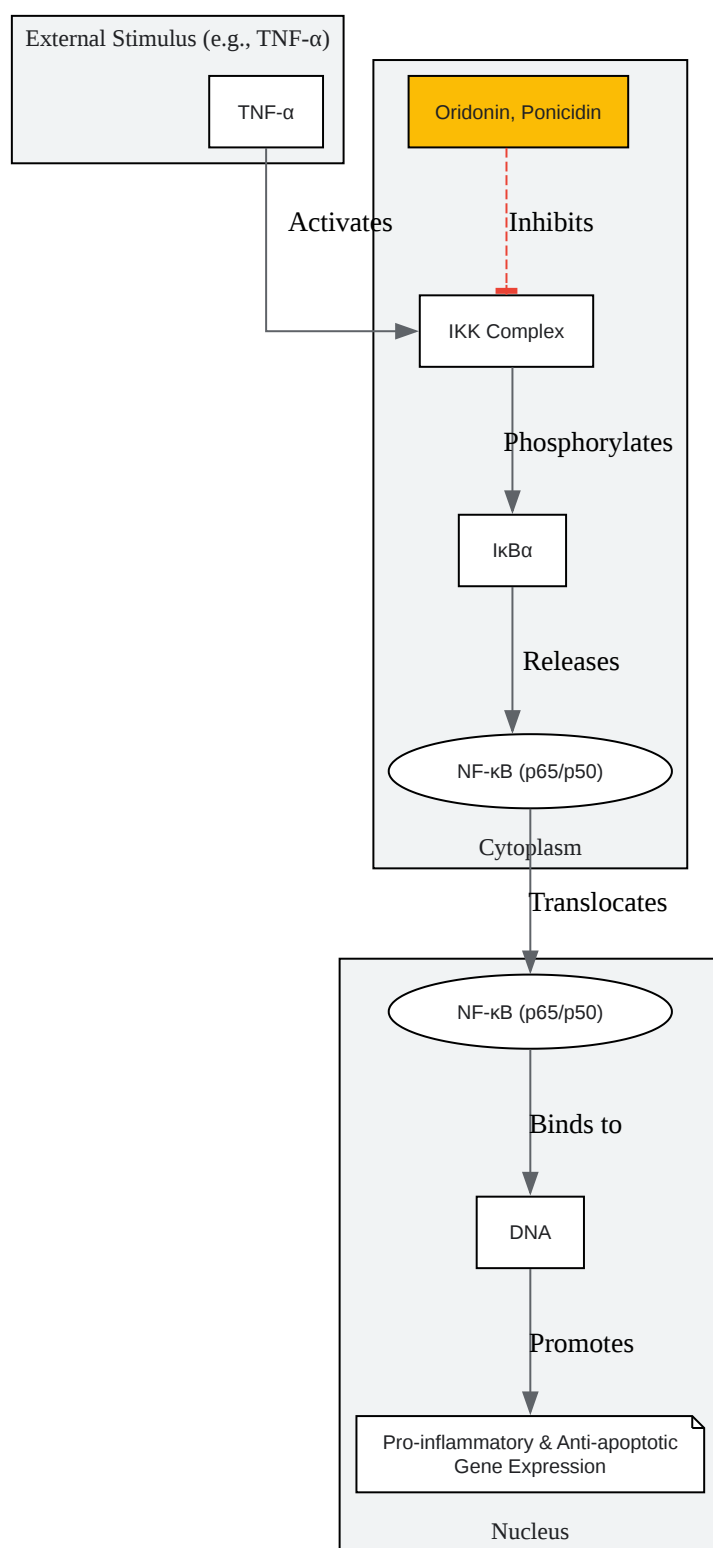 External Stimulus (e.g., TNF-α)
TNF-α
Oridonin, Ponicidin
Activates
Inhibits
IKK Complex
Phosphorylates
IκBα
Releases
NF-κB (p65/p50)
Cytoplasm
Translocates
NF-κB (p65/p50)
Binds to
DNA
Promotes
Pro-inflammatory & Anti-apoptotic
Gene Expression
Nucleus